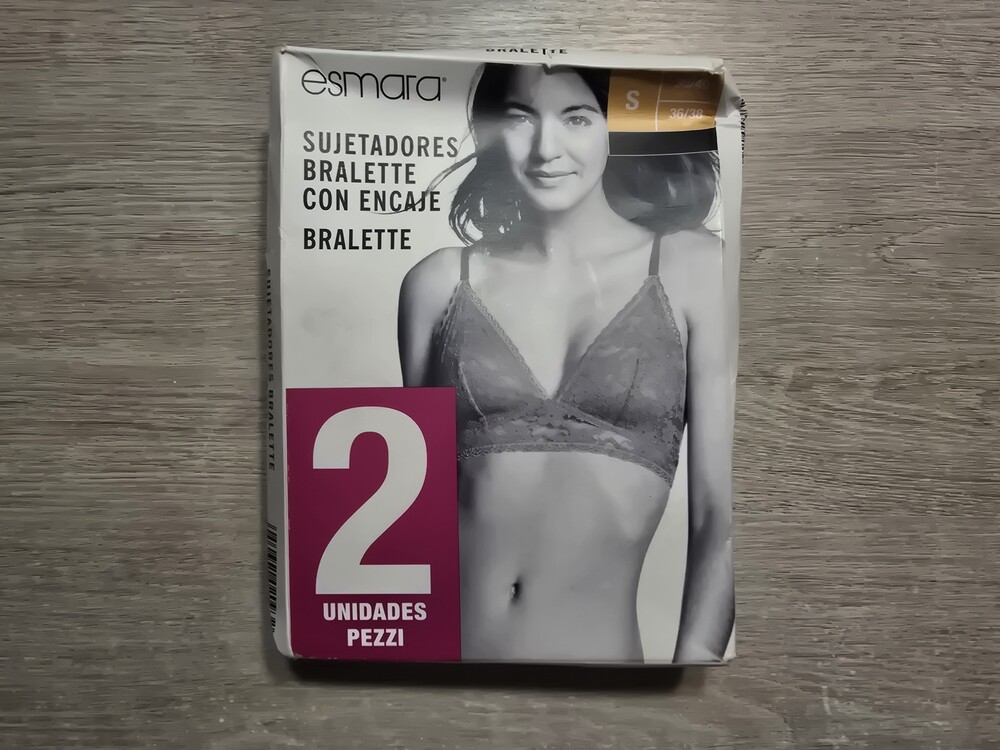 BRALETTE
esmara®
S
36/38
SUJETADORES
BRALETTE
CON ENCAJE
BRALETTE
SUJETADORES BRALETTE
2
UNIDADES
PEZZI